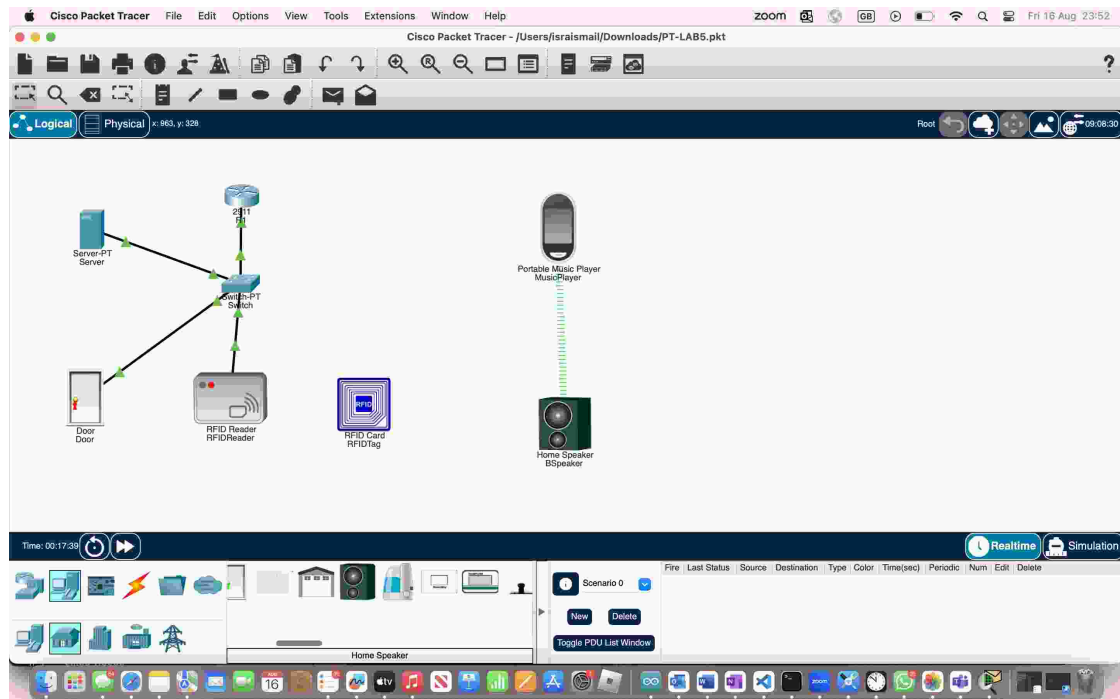 Cisco Packet Tracer File Edit Options View Tools Extensions Window Help
zoom GB Fri 16 Aug 23:52
Cisco Packet Tracer - /Users/israismail/Downloads/PT-LAB5.pkt
?
Logical Physical x: 963, y: 328
Root 09:08:30
2911
R1
Server-PT
Server
Switch-PT
Switch
Portable Music Player
MusicPlayer
RFID
Door
Door
RFID Reader
RFIDReader
RFID Card
RFIDTag
Home Speaker
BSpeaker
Time: 00:17:39
Realtime Simulation
Scenario 0
New Delete
Toggle PDU List Window
Fire Last Status Source Destination Type Color Time(sec) Periodic Num Edit Delete
Home Speaker
16
tv
zoom